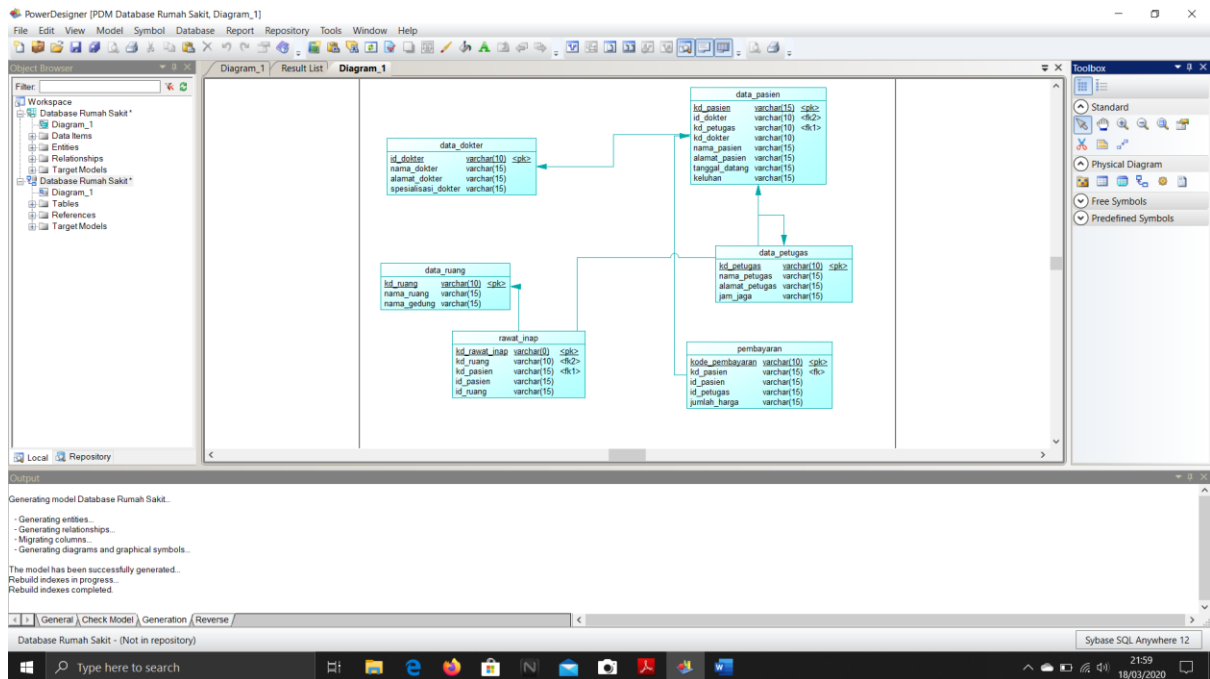 PowerDesigner [PDM Database Rumah Sakit, Diagram_1]
File Edit View Model Symbol Database Report Repository Tools Window Help
Object Browser
Filter:
Workspace
Database Rumah Sakit *
Diagram_1
Data Items
Entities
Relationships
Target Models
Database Rumah Sakit *
Diagram_1
Tables
References
Target Models
Local Repository
Diagram_1 Result List Diagram_1
data_pasien
kd_pasien varchar(15) <pk>
id_dokter varchar(10) <fk2>
kd_petugas varchar(10) <fk1>
kd_dokter varchar(10)
nama_pasien varchar(15)
alamat_pasien varchar(15)
tanggal_datang varchar(15)
keluhan varchar(15)
data_dokter
id_dokter varchar(10) <pk>
nama_dokter varchar(15)
alamat_dokter varchar(15)
spesialisasi_dokter varchar(15)
data_petugas
kd_petugas varchar(10) <pk>
nama_petugas varchar(15)
alamat_petugas varchar(15)
jam_jaga varchar(15)
data_ruang
kd_ruang varchar(10) <pk>
nama_ruang varchar(15)
nama_gedung varchar(15)
rawat_inap
kd_rawat_inap varchar(0) <pk>
kd_ruang varchar(10) <fk2>
kd_pasien varchar(15) <fk1>
id_pasien varchar(15)
id_ruang varchar(15)
pembayaran
kode_pembayaran varchar(10) <pk>
kd_pasien varchar(15) <fk>
id_pasien varchar(15)
id_petugas varchar(15)
jumlah_harga varchar(15)
Toolbox
Standard
Physical Diagram
Free Symbols
Predefined Symbols
Output
Generating model Database Rumah Sakit...
- Generating entities...
- Generating relationships...
- Migrating columns...
- Generating diagrams and graphical symbols...
The model has been successfully generated...
Rebuild indexes in progress...
Rebuild indexes completed.
General Check Model Generation Reverse
Database Rumah Sakit - (Not in repository)
Sybase SQL Anywhere 12
Type here to search
21:59
18/03/2020